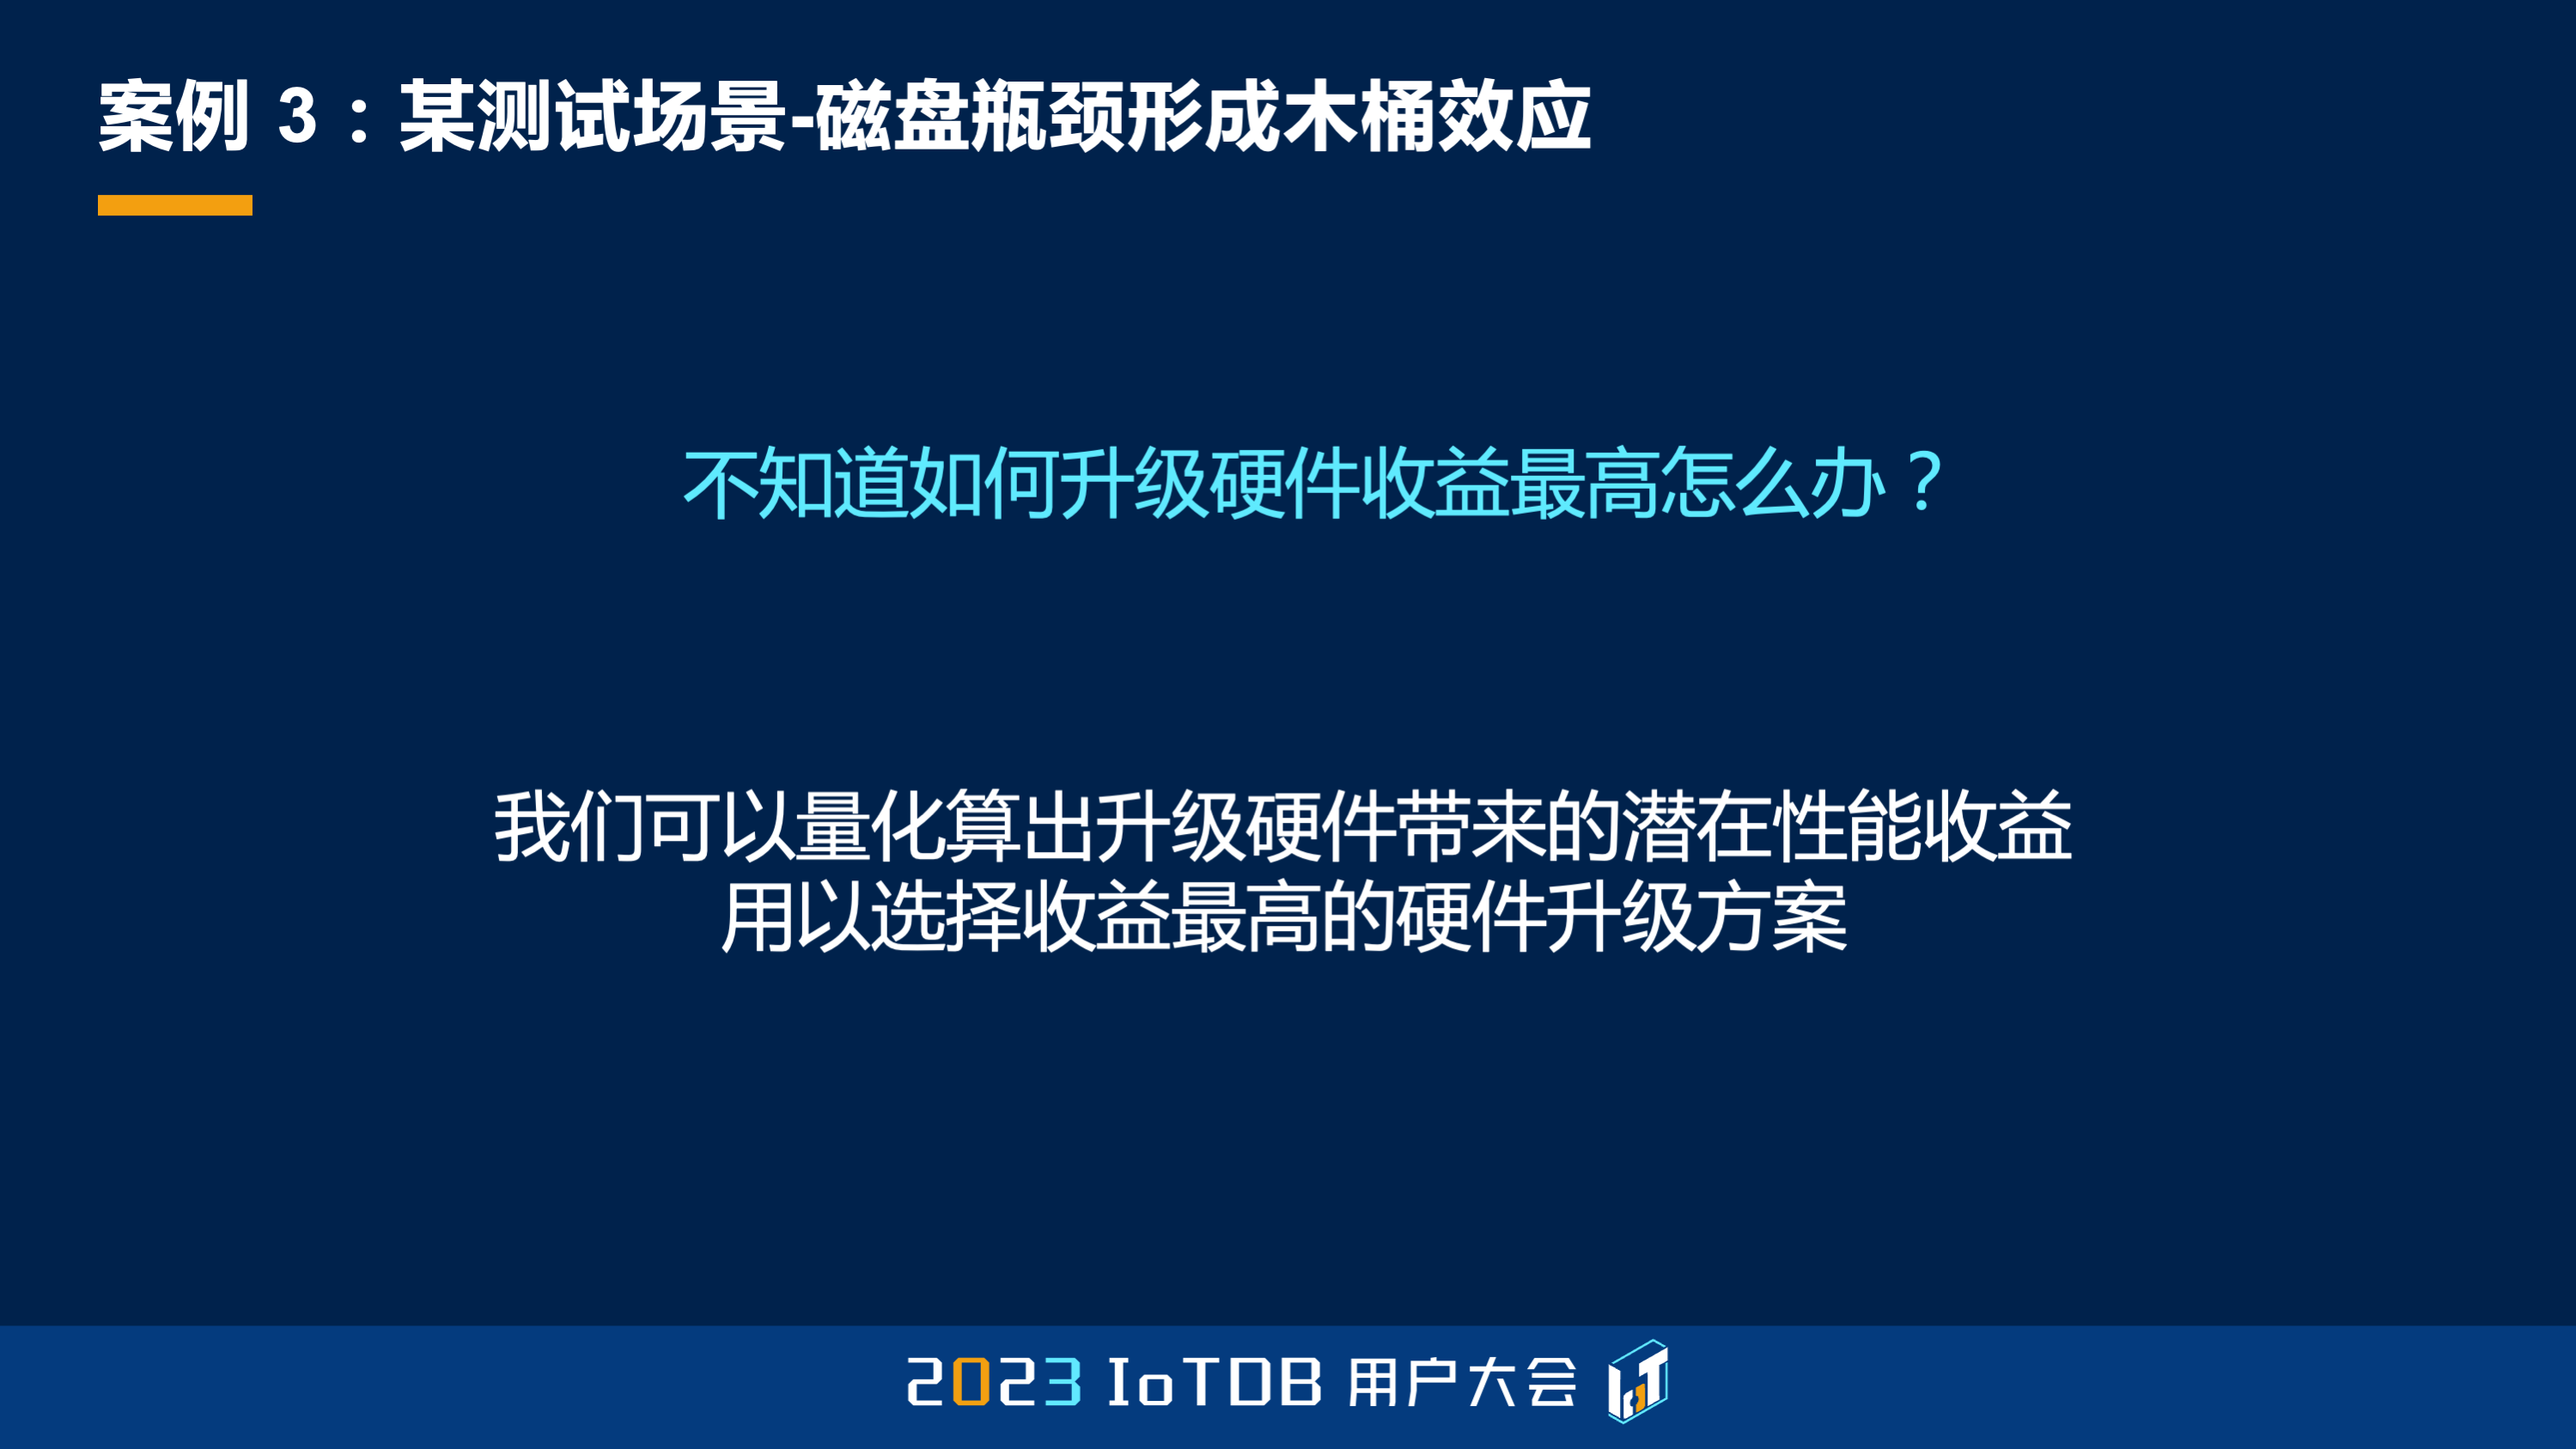 案例 3：某测试场景-磁盘瓶颈形成木桶效应
不知道如何升级硬件收益最高怎么办？
我们可以量化算出升级硬件带来的潜在性能收益
用以选择收益最高的硬件升级方案
2023 IoTDB 用户大会